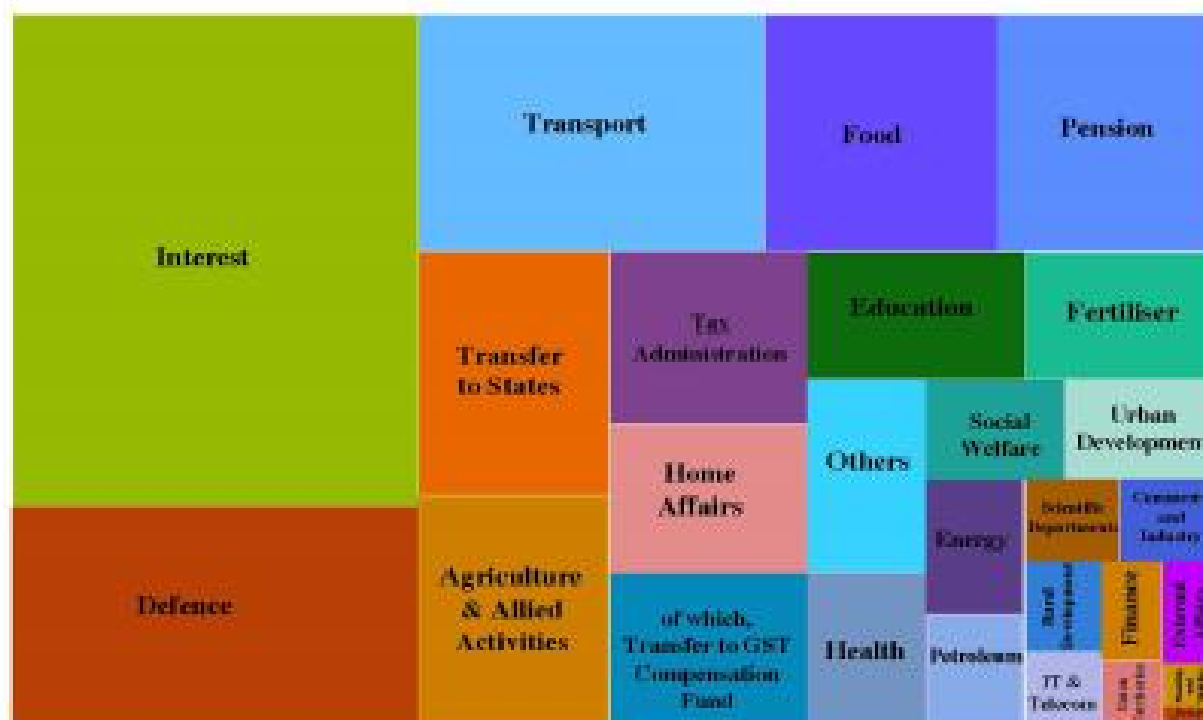 Interest
Transport
Food
Pension
Transfer
to States
Tax
Administration
Education
Fertiliser
Home
Affairs
Others
Social
Welfare
Urban
Developmen
Scientific
Departments
and
Industry
Energy
Defence
Agriculture
& Allied
Activities
of which,
Transfer to GST
Compensation
Fund
Health
Petroleum
Rural
Development
Finance
External
IT &
Telecom